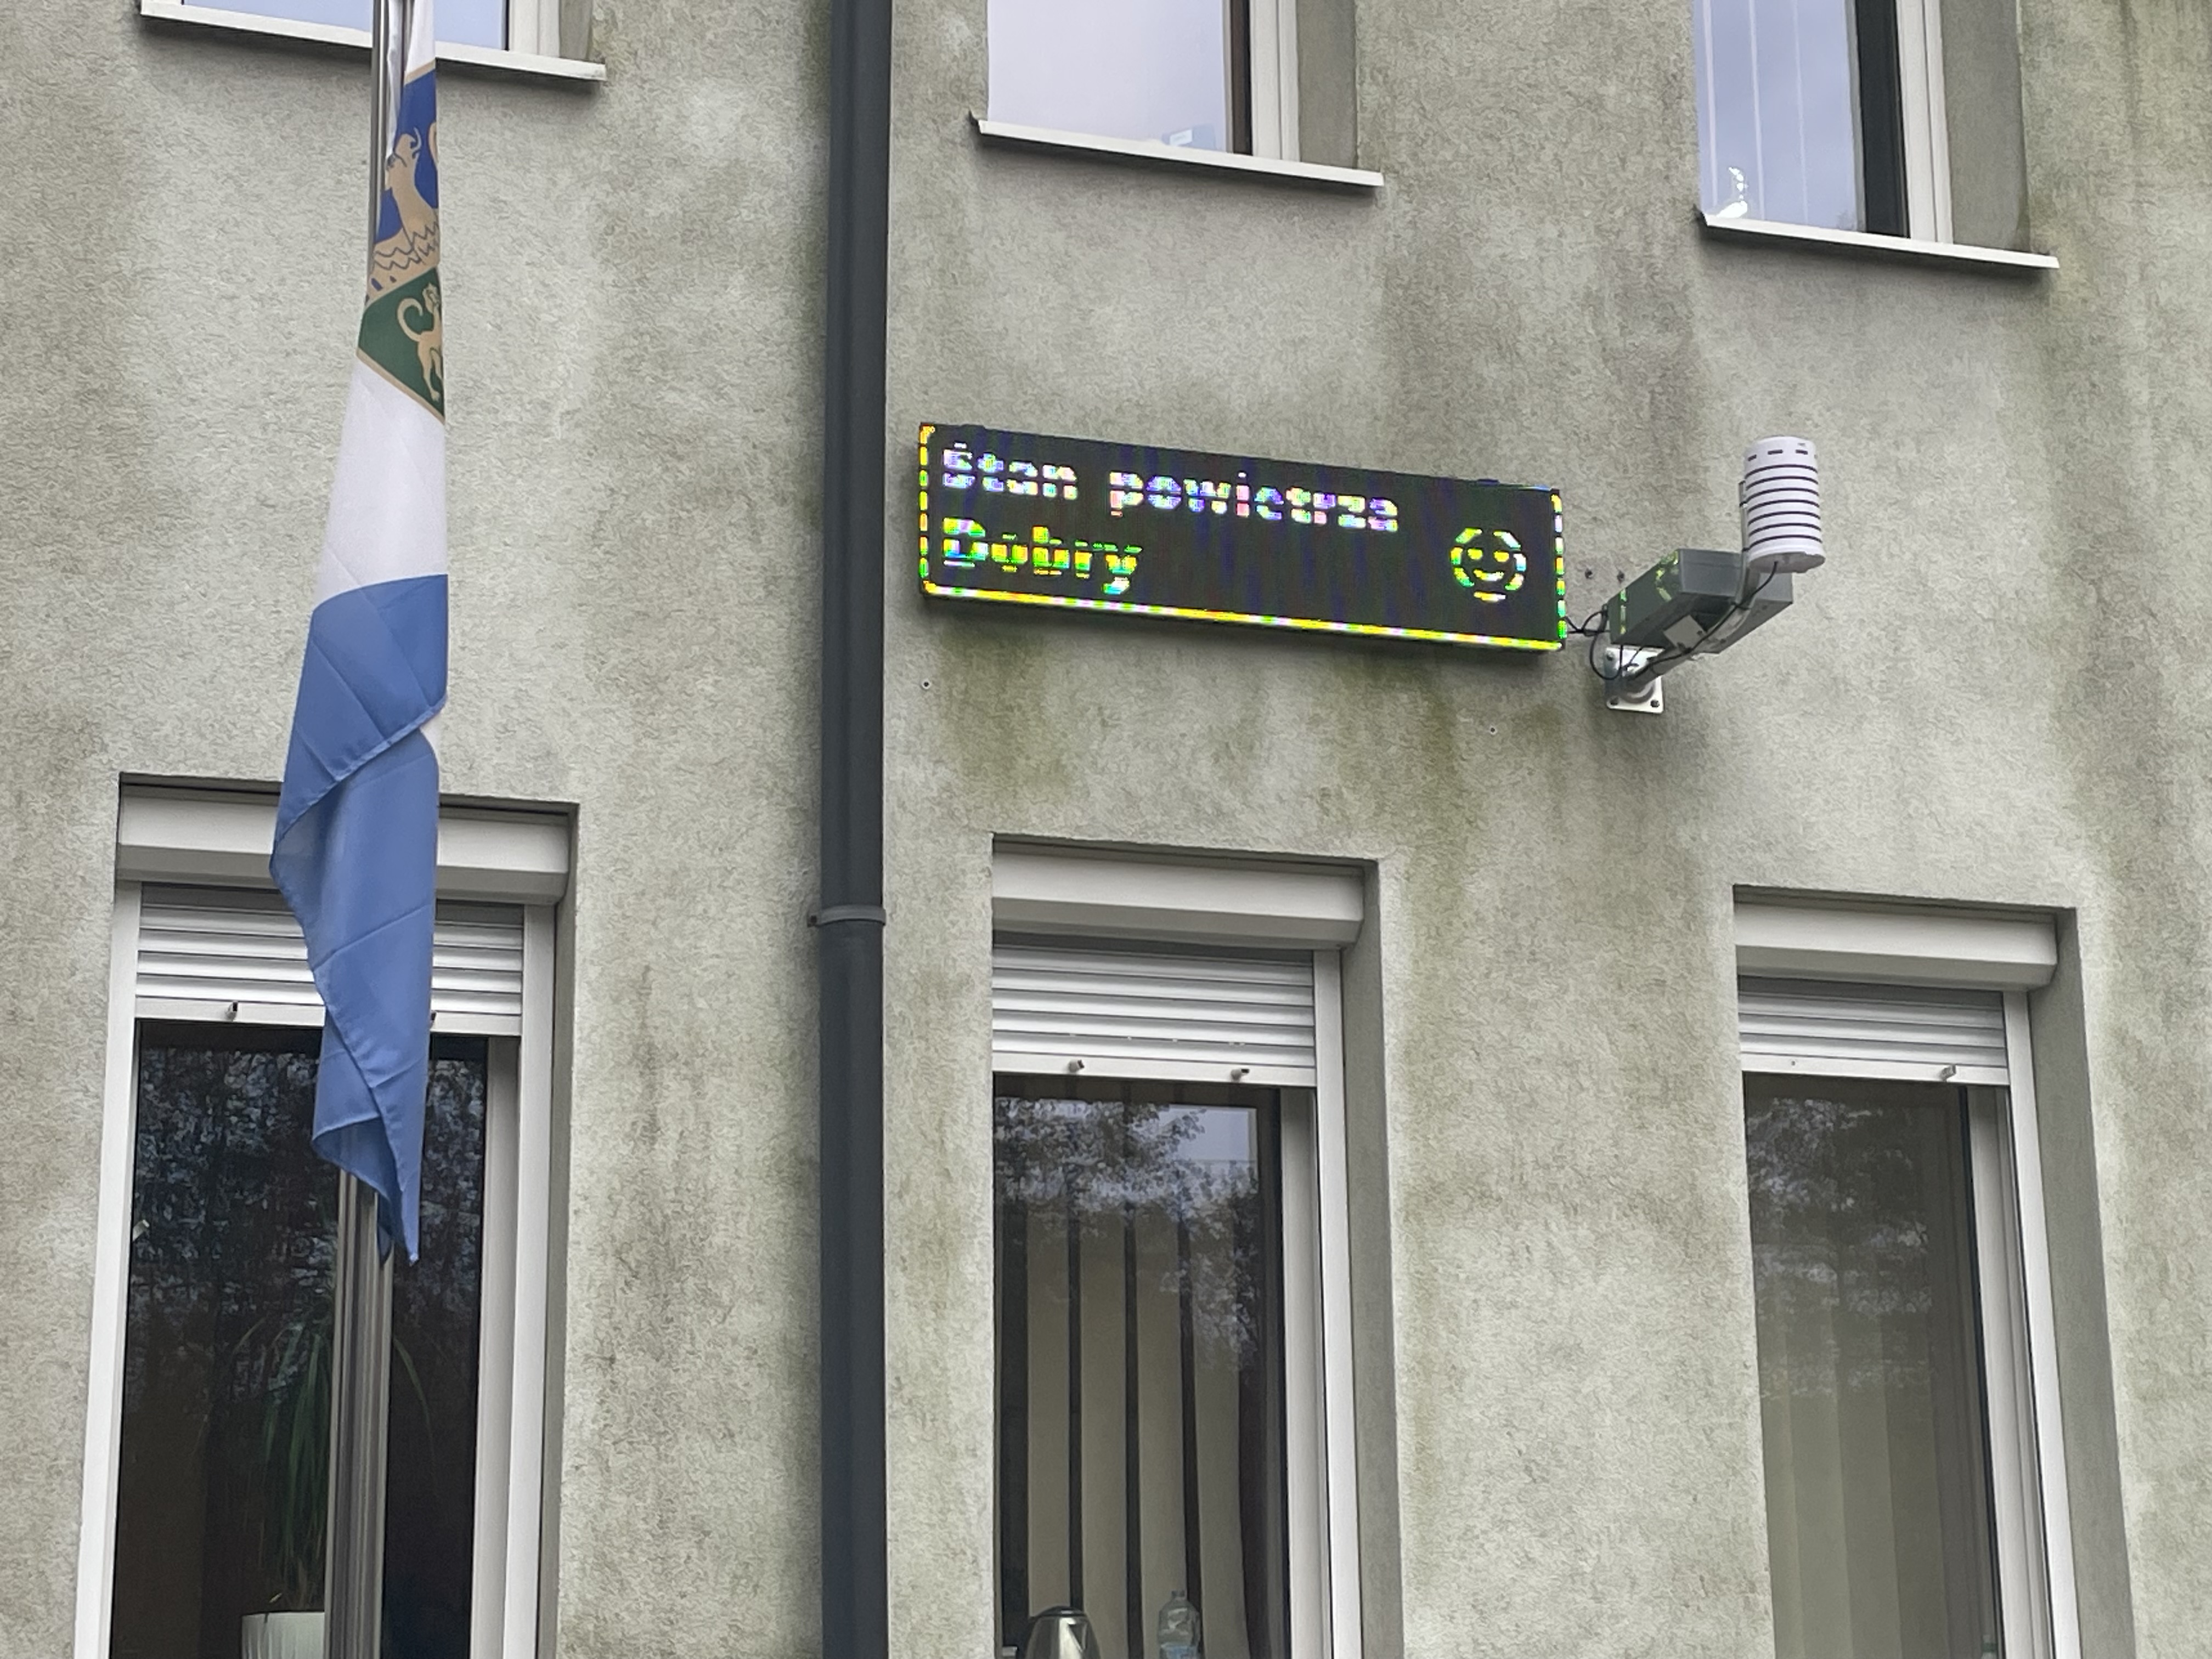 Stan powietrza
Dobry